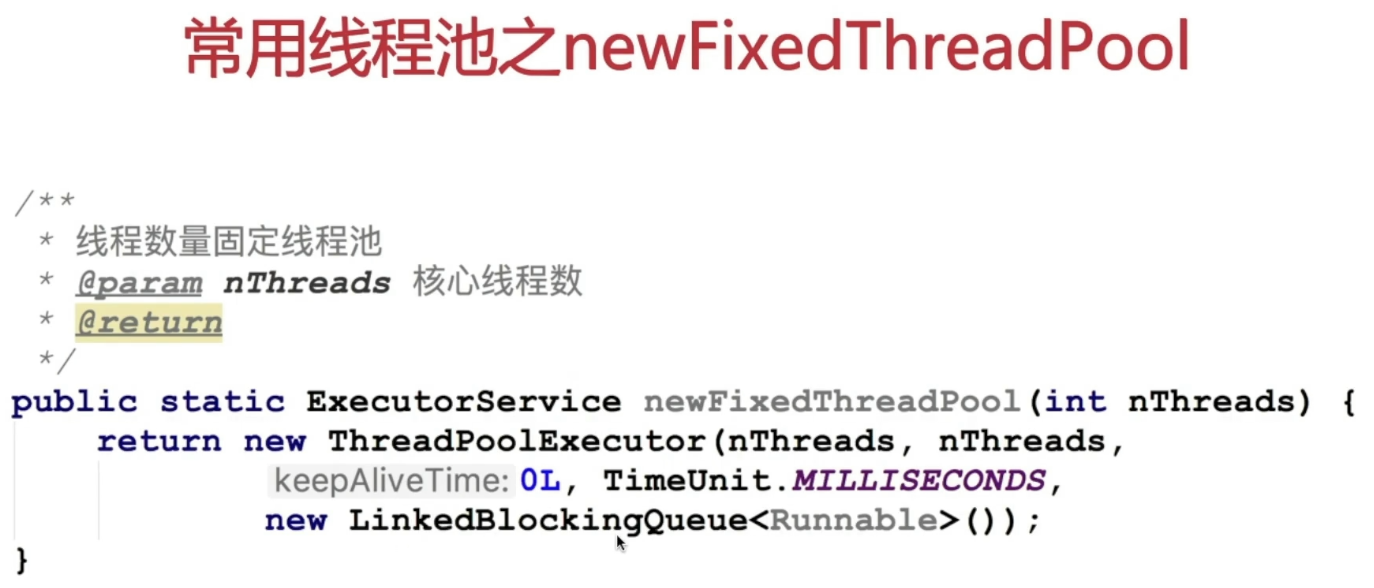 常用线程池之newFixedThreadPool
/**
* 线程数量固定线程池
* @param nThreads 核心线程数
* @return
*/
public static ExecutorService newFixedThreadPool(int nThreads) {
return new ThreadPoolExecutor(nThreads, nThreads,
keepAliveTime: 0L, TimeUnit.MILLISECONDS,
new LinkedBlockingQueue<Runnable>());
}